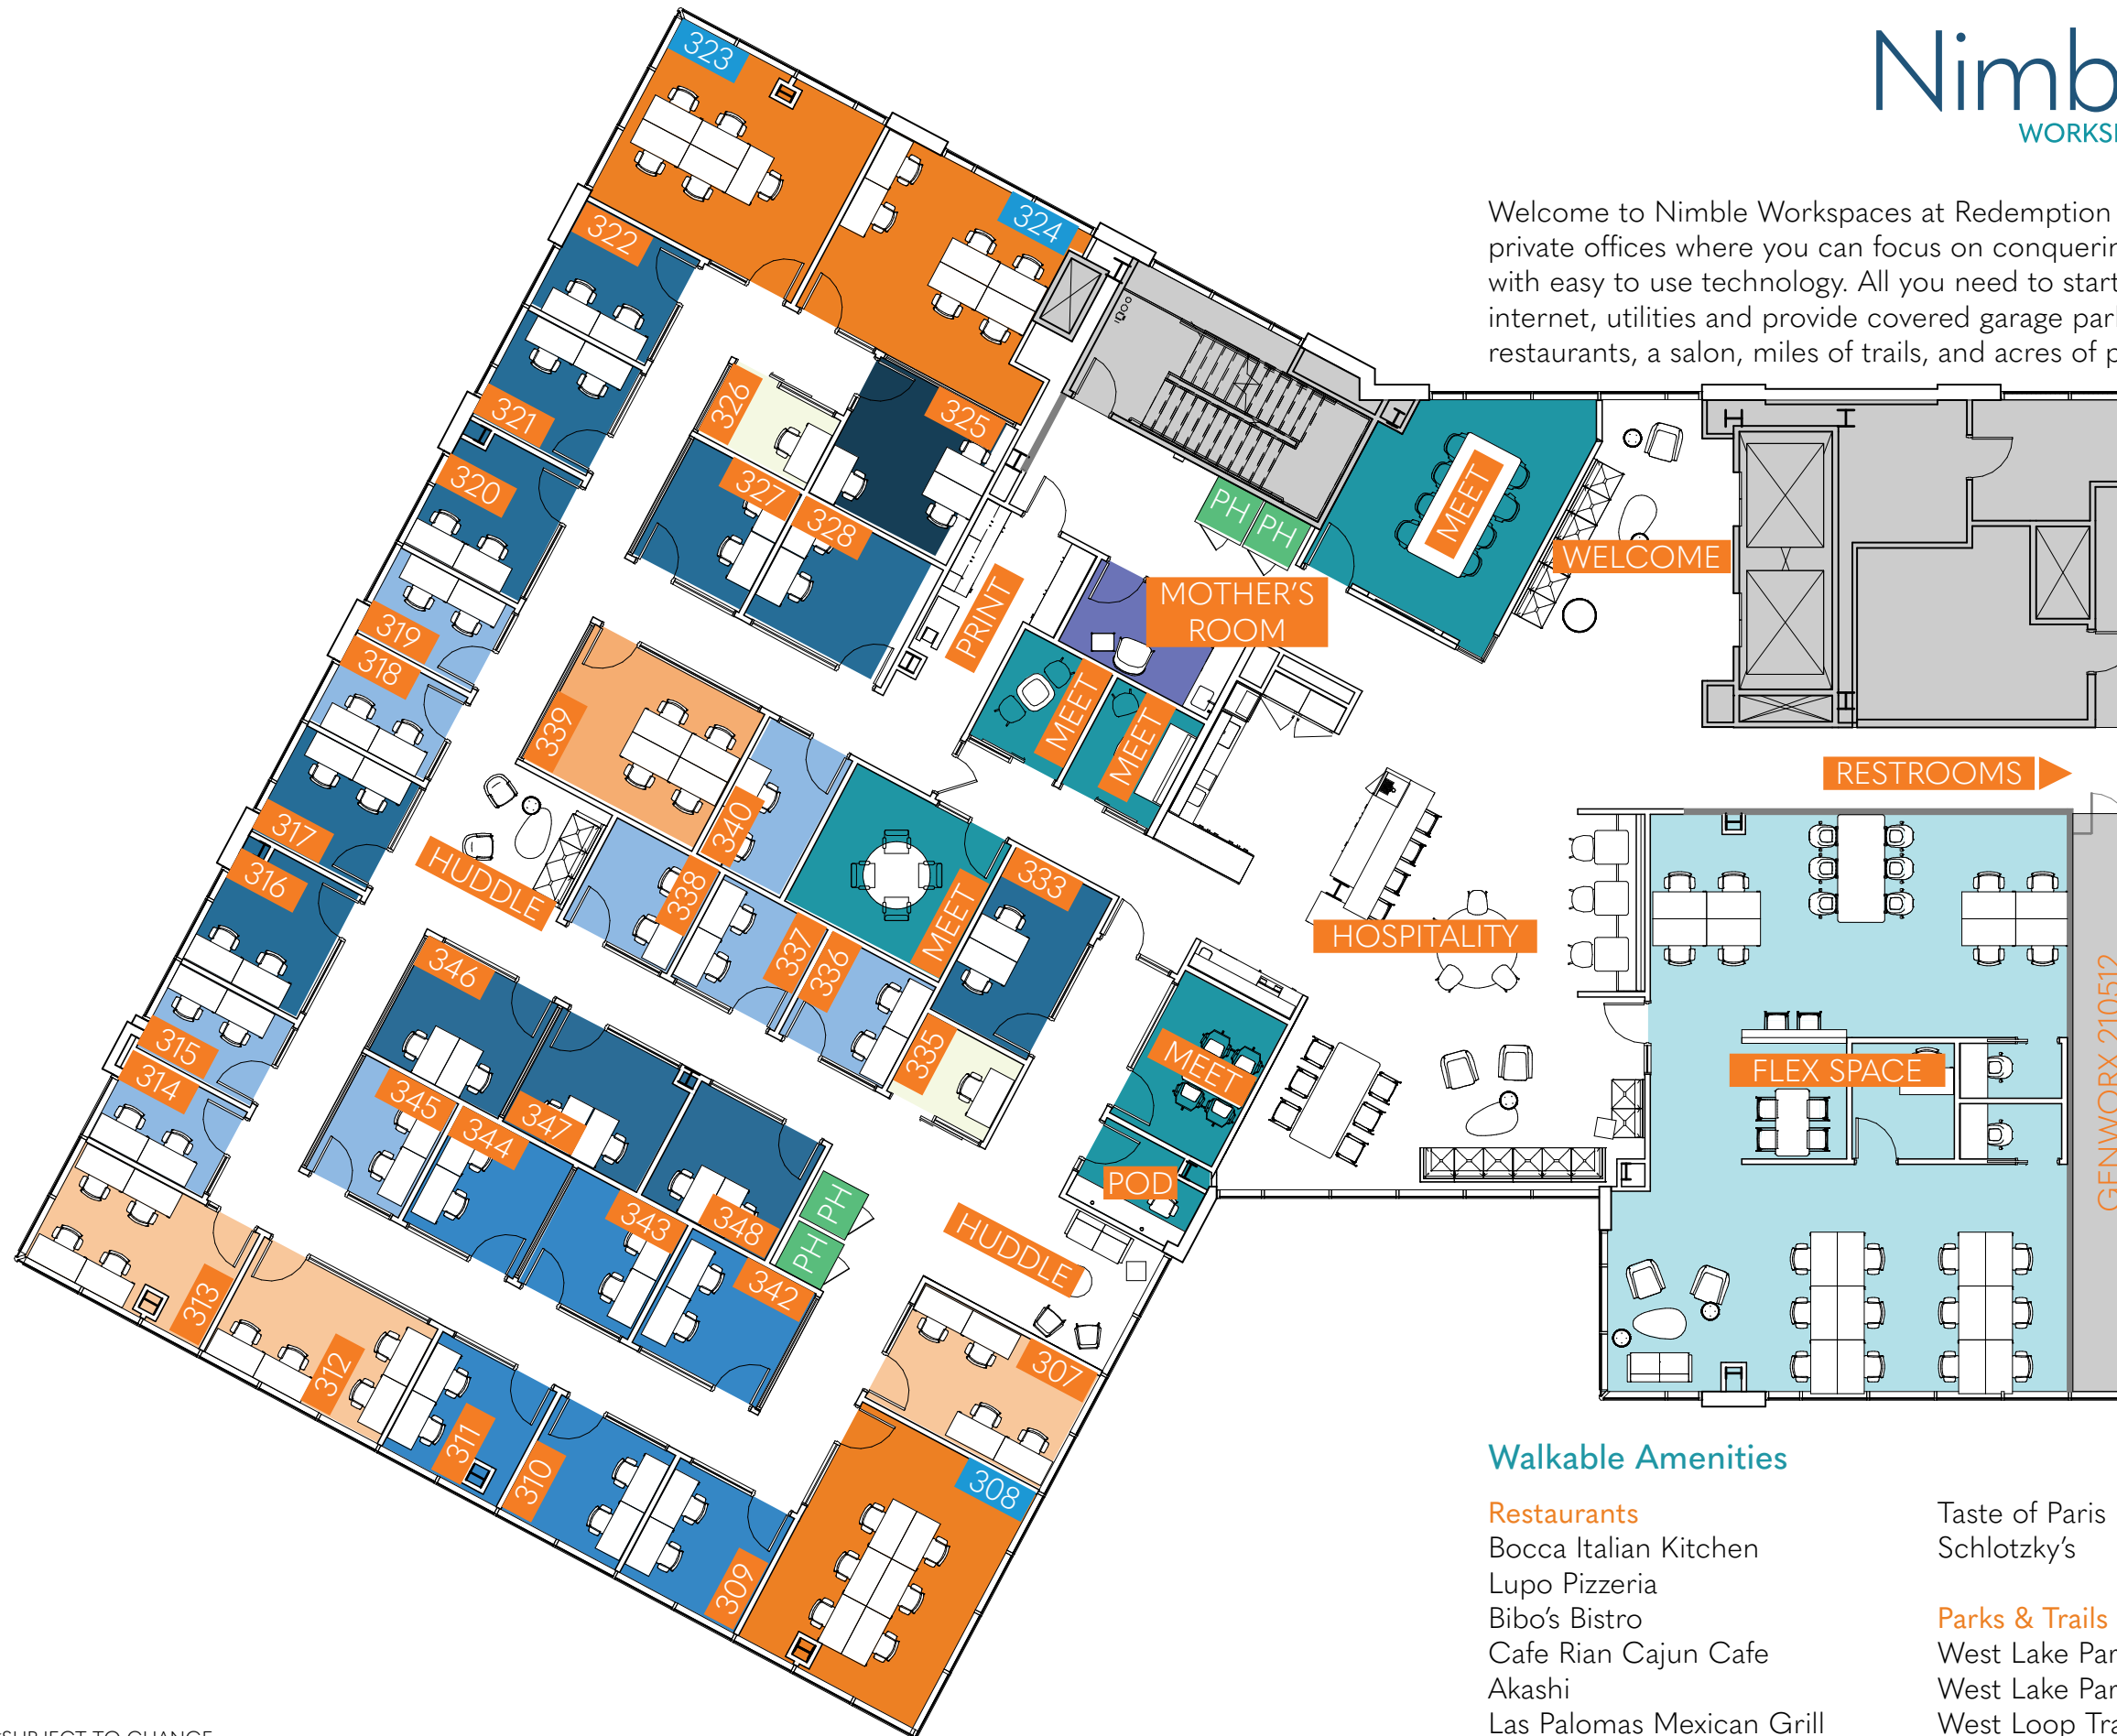 Nimb
WORKS
Welcome to Nimble Workspaces at Redemption
private offices where you can focus on conquerin
with easy to use technology. All you need to start
internet, utilities and provide covered garage par
restaurants, a salon, miles of trails, and acres of p
323
324
322
321
320
319
318
317
316
315
314
313
312
311
310
309
308
307
325
326
327
328
PRINT
MOTHER'S
ROOM
PH
PH
MEET
WELCOME
MEET
MEET
RESTROOMS
339
340
HUDDLE
338
337
336
MEET
333
335
HOSPITALITY
MEET
POD
346
345
344
347
343
348
342
PH
PH
HUDDLE
FLEX SPACE
GENWORX 210512
Walkable Amenities
Restaurants
Bocca Italian Kitchen
Lupo Pizzeria
Bibo's Bistro
Cafe Rian Cajun Cafe
Akashi
Las Palomas Mexican Grill
Taste of Paris
Schlotzky's
Parks & Trails
West Lake Par
West Lake Par
West Loop Tra
SUBJECT TO CHANGE